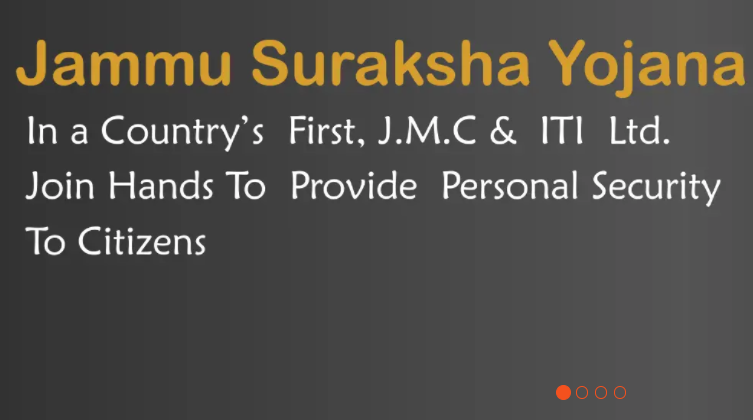 Jammu Suraksha Yojana
In a Country’s First, J.M.C & ITI Ltd.
Join Hands To Provide Personal Security
To Citizens